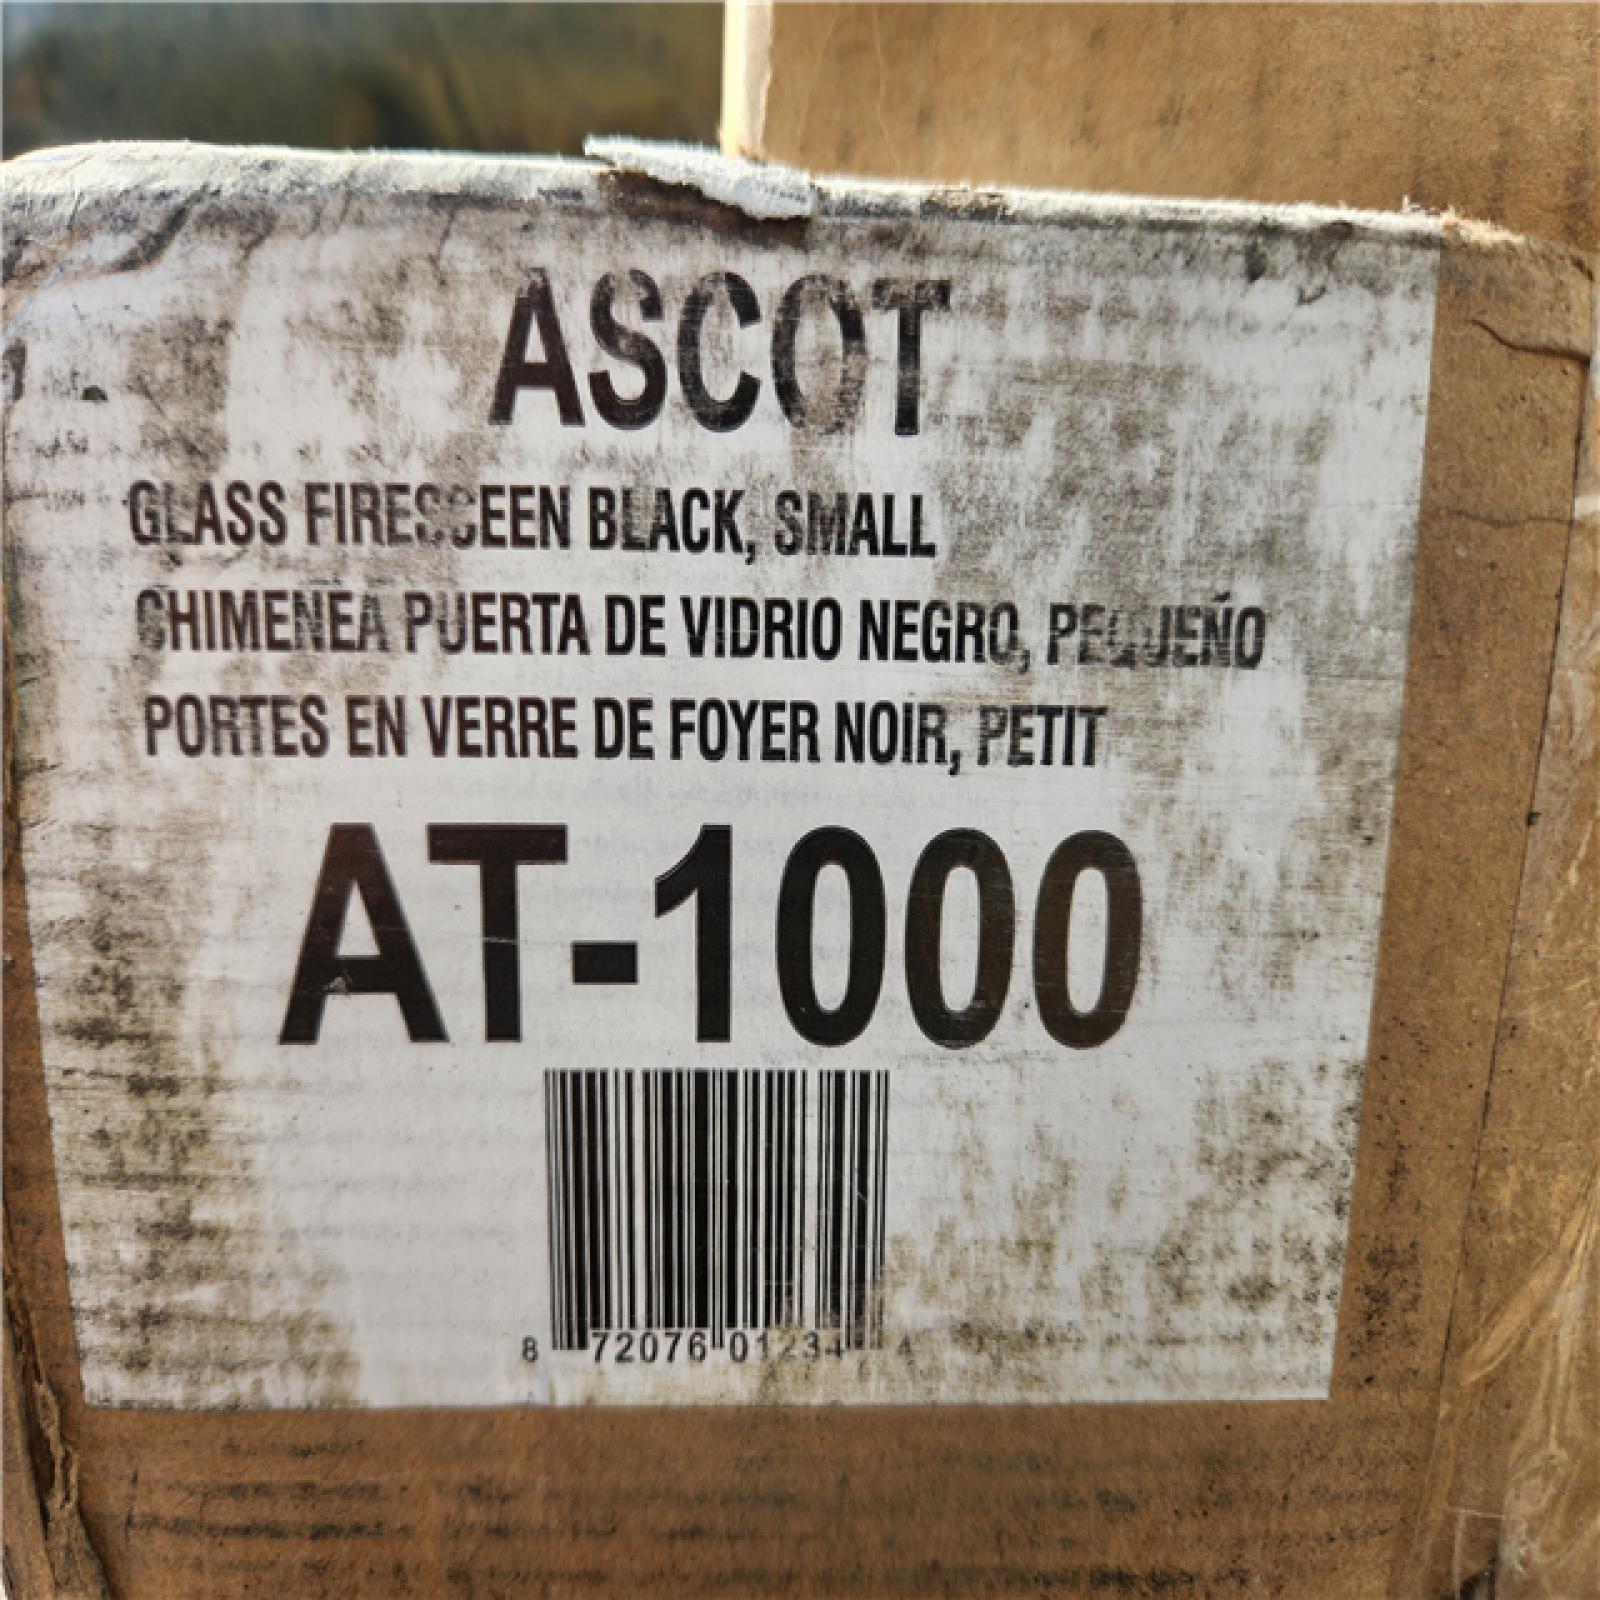 ASCOT
GLASS FIRESCEEN BLACK, SMALL
CHIMENEA PUERTA DE VIDRIO NEGRO, PEQUEÑO
PORTES EN VERRE DE FOYER NOIR, PETIT
AT-1000
8 72076 01234 4